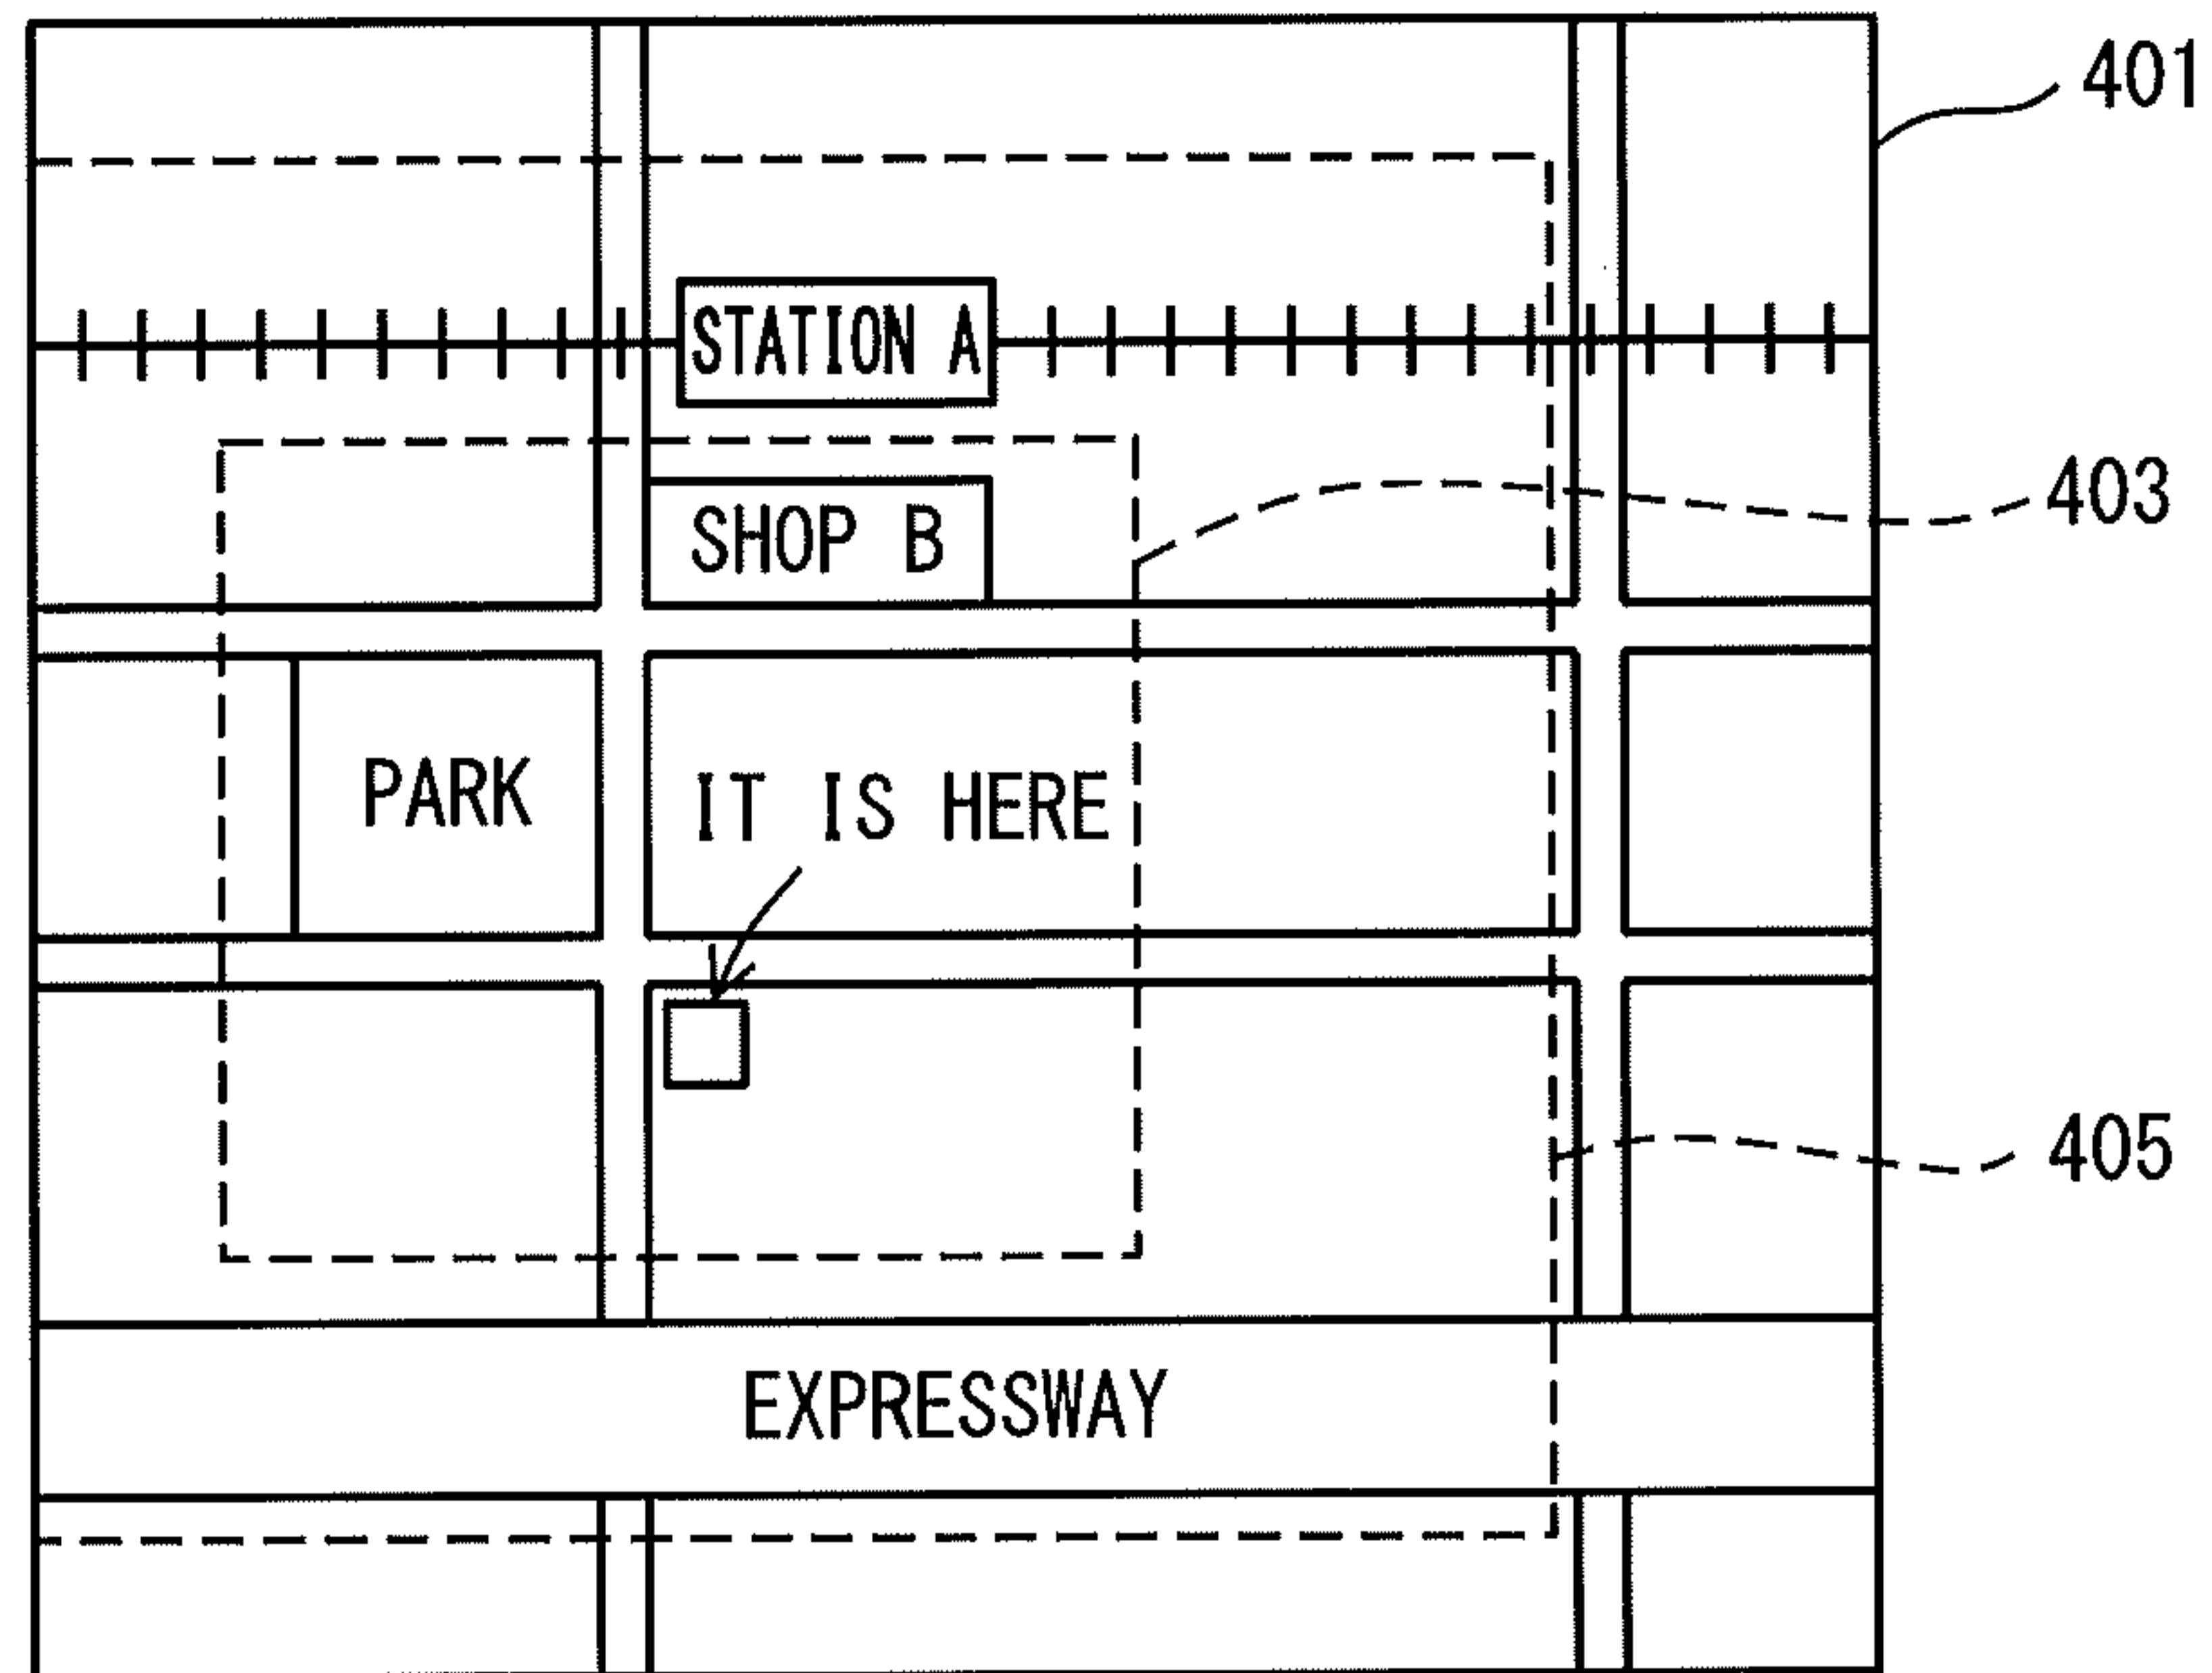 401
STATION A
403
SHOP B
PARK
IT IS HERE
405
EXPRESSWAY